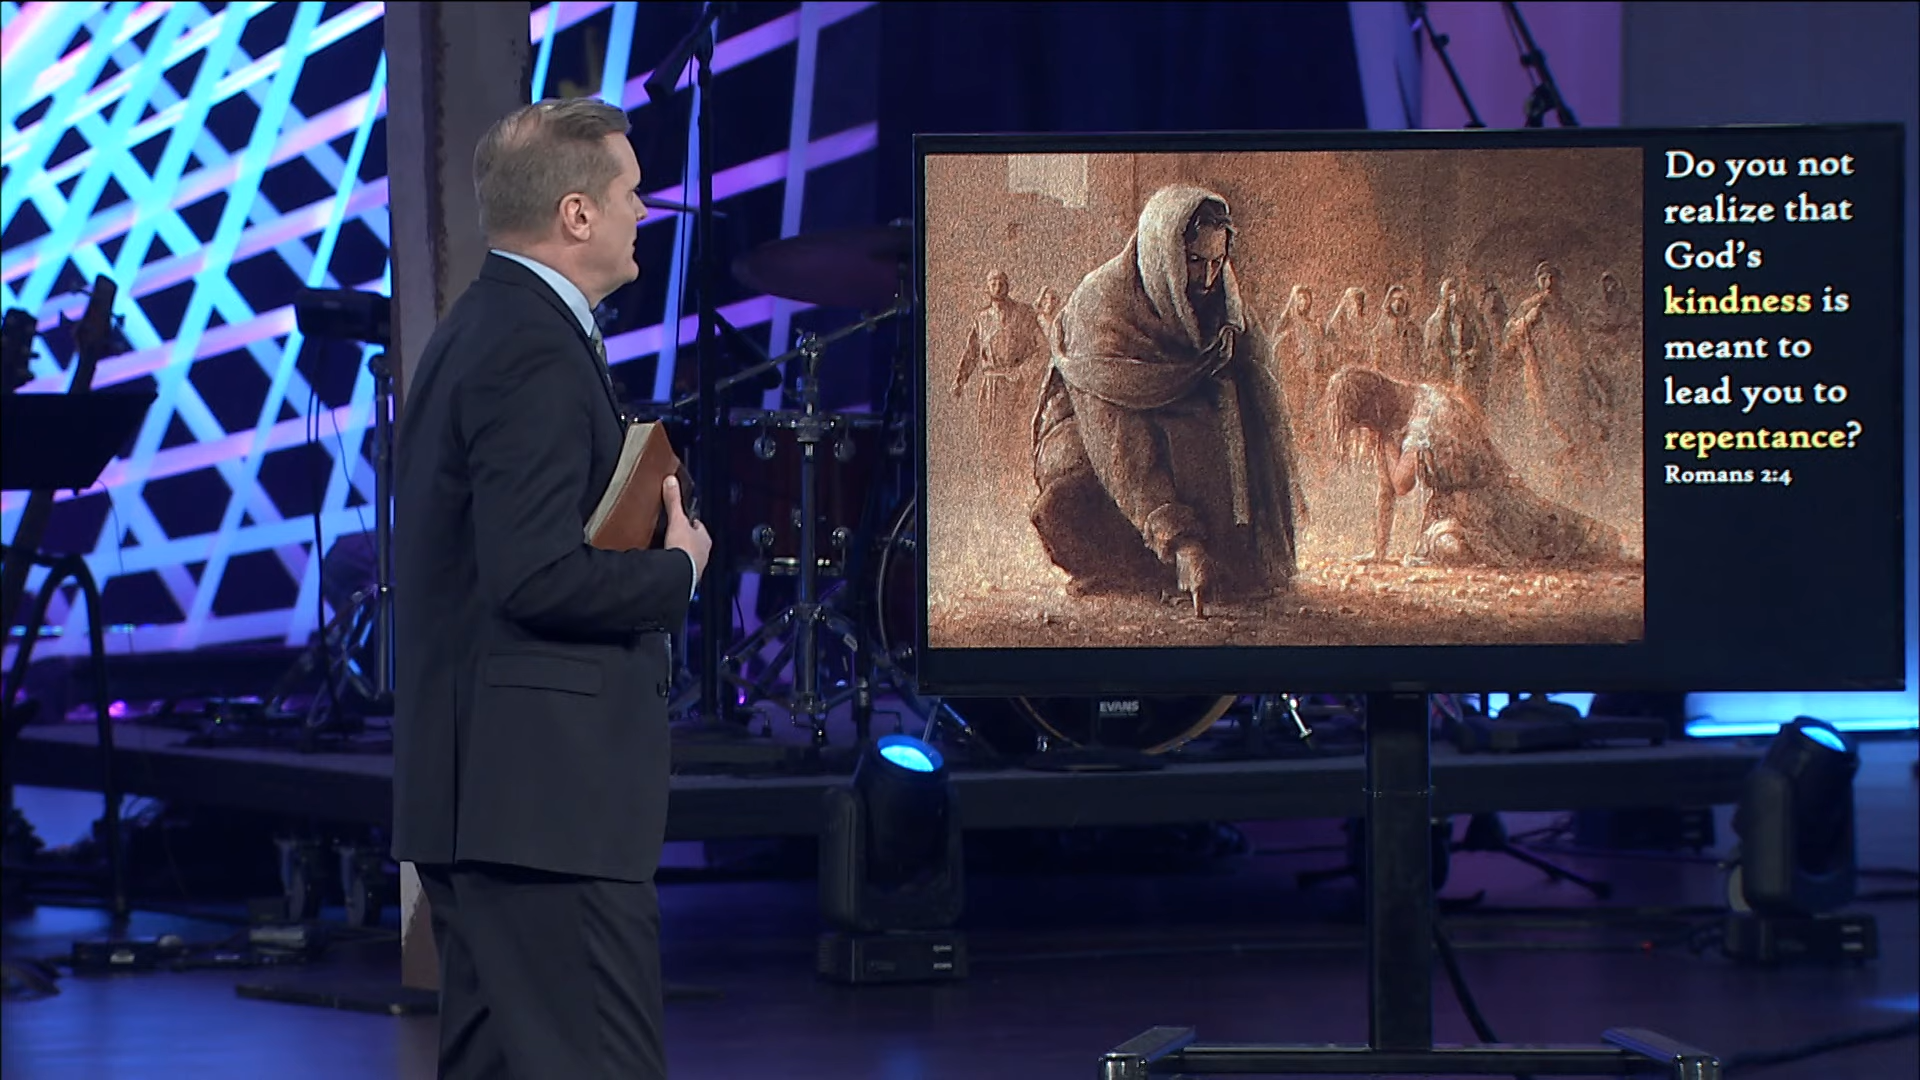 Do you not
realize that
God's
kindness is
meant to
lead you to
repentance?
Romans 2:4
EVANS